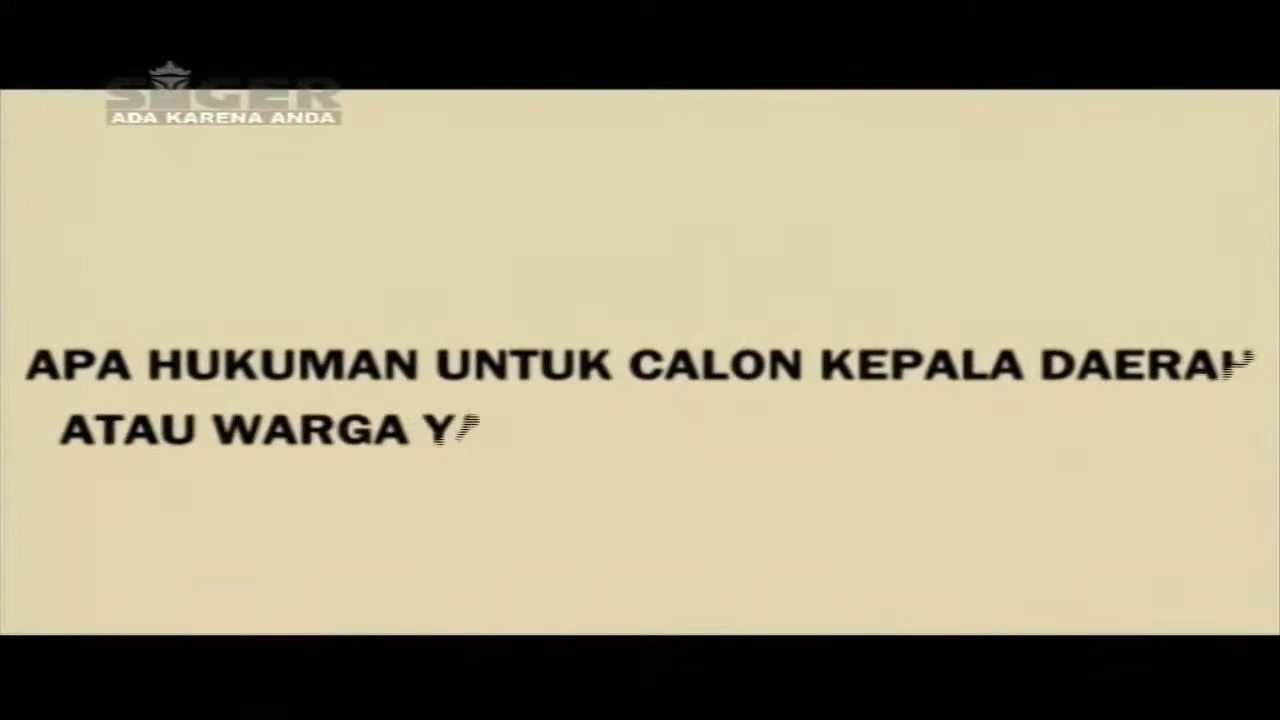 SIGER
ADA KARENA ANDA
APA HUKUMAN UNTUK CALON KEPALA DAERAH
ATAU WARGA